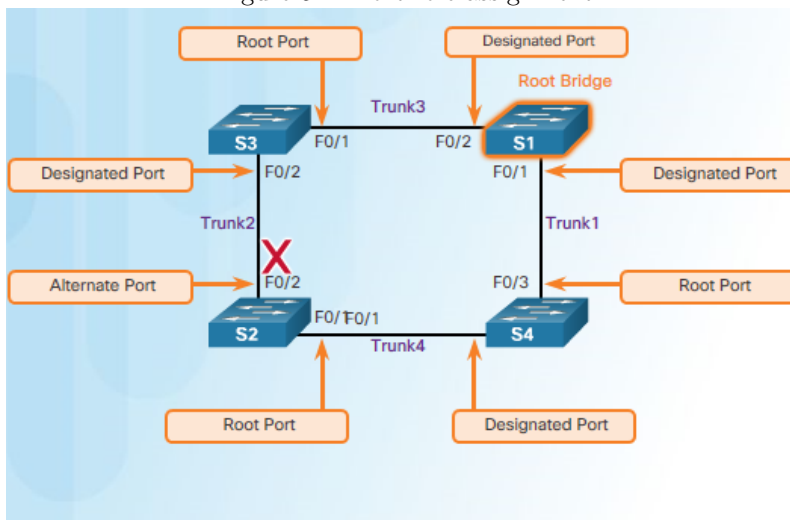 Root Port
Designated Port
Root Bridge
Trunk3
S3
F0/1
F0/2
S1
Designated Port
F0/2
F0/1
Designated Port
Trunk2
Trunk1
X
Alternate Port
F0/2
F0/3
Root Port
S2
F0/1
F0/1
S4
Trunk4
Root Port
Designated Port